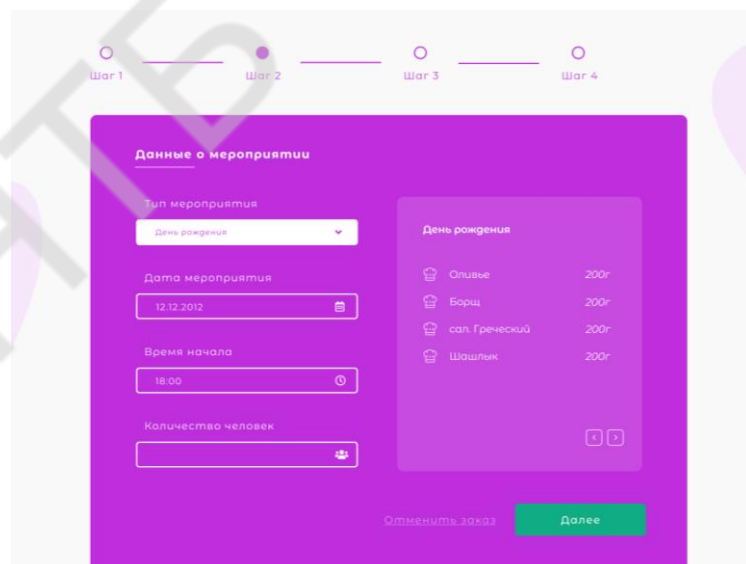 Шаг 1 Шаг 2 Шаг 3 Шаг 4
Данные о мероприятии
Тип мероприятия
День рождения
Дата мероприятия
12.12.2012
Время начала
18:00
Количество человек
День рождения
Оливье 200г
Борщ 200г
сал. Греческий 200г
Шашлык 200г
Отменить заказ Далее